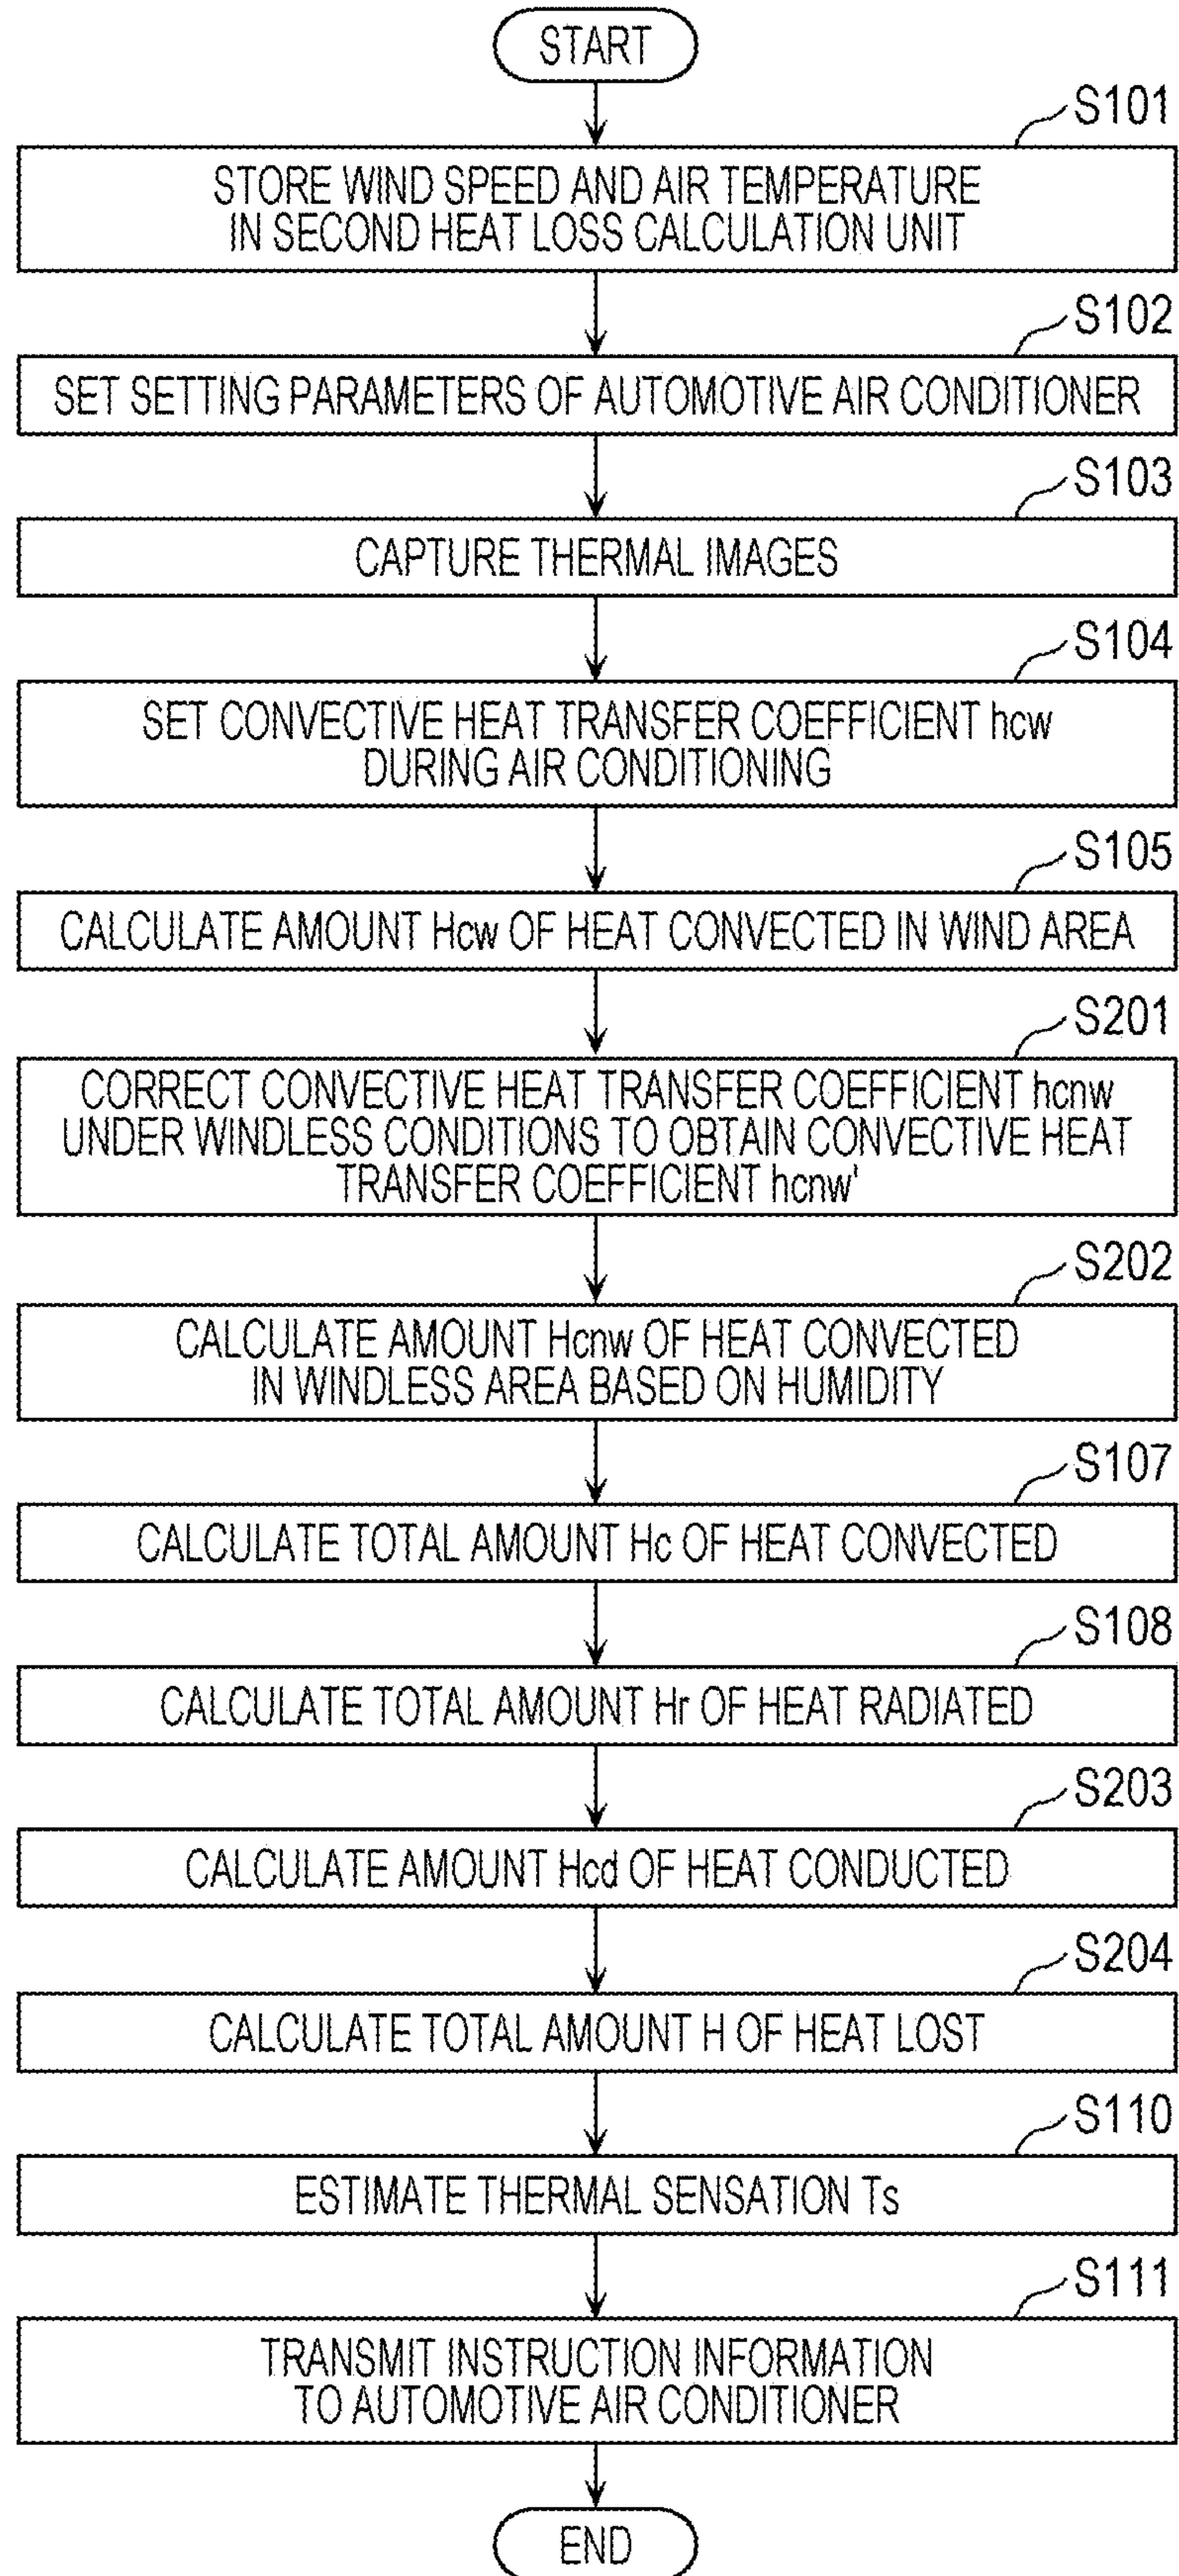 START
S101
STORE WIND SPEED AND AIR TEMPERATURE
IN SECOND HEAT LOSS CALCULATION UNIT
S102
SET SETTING PARAMETERS OF AUTOMOTIVE AIR CONDITIONER
S103
CAPTURE THERMAL IMAGES
S104
SET CONVECTIVE HEAT TRANSFER COEFFICIENT hcw
DURING AIR CONDITIONING
S105
CALCULATE AMOUNT Hcw OF HEAT CONVECTED IN WIND AREA
S201
CORRECT CONVECTIVE HEAT TRANSFER COEFFICIENT hcnw
UNDER WINDLESS CONDITIONS TO OBTAIN CONVECTIVE HEAT
TRANSFER COEFFICIENT hcnw'
S202
CALCULATE AMOUNT Hcnw OF HEAT CONVECTED
IN WINDLESS AREA BASED ON HUMIDITY
S107
CALCULATE TOTAL AMOUNT Hc OF HEAT CONVECTED
S108
CALCULATE TOTAL AMOUNT Hr OF HEAT RADIATED
S203
CALCULATE AMOUNT Hcd OF HEAT CONDUCTED
S204
CALCULATE TOTAL AMOUNT H OF HEAT LOST
S110
ESTIMATE THERMAL SENSATION Ts
S111
TRANSMIT INSTRUCTION INFORMATION
TO AUTOMOTIVE AIR CONDITIONER
END